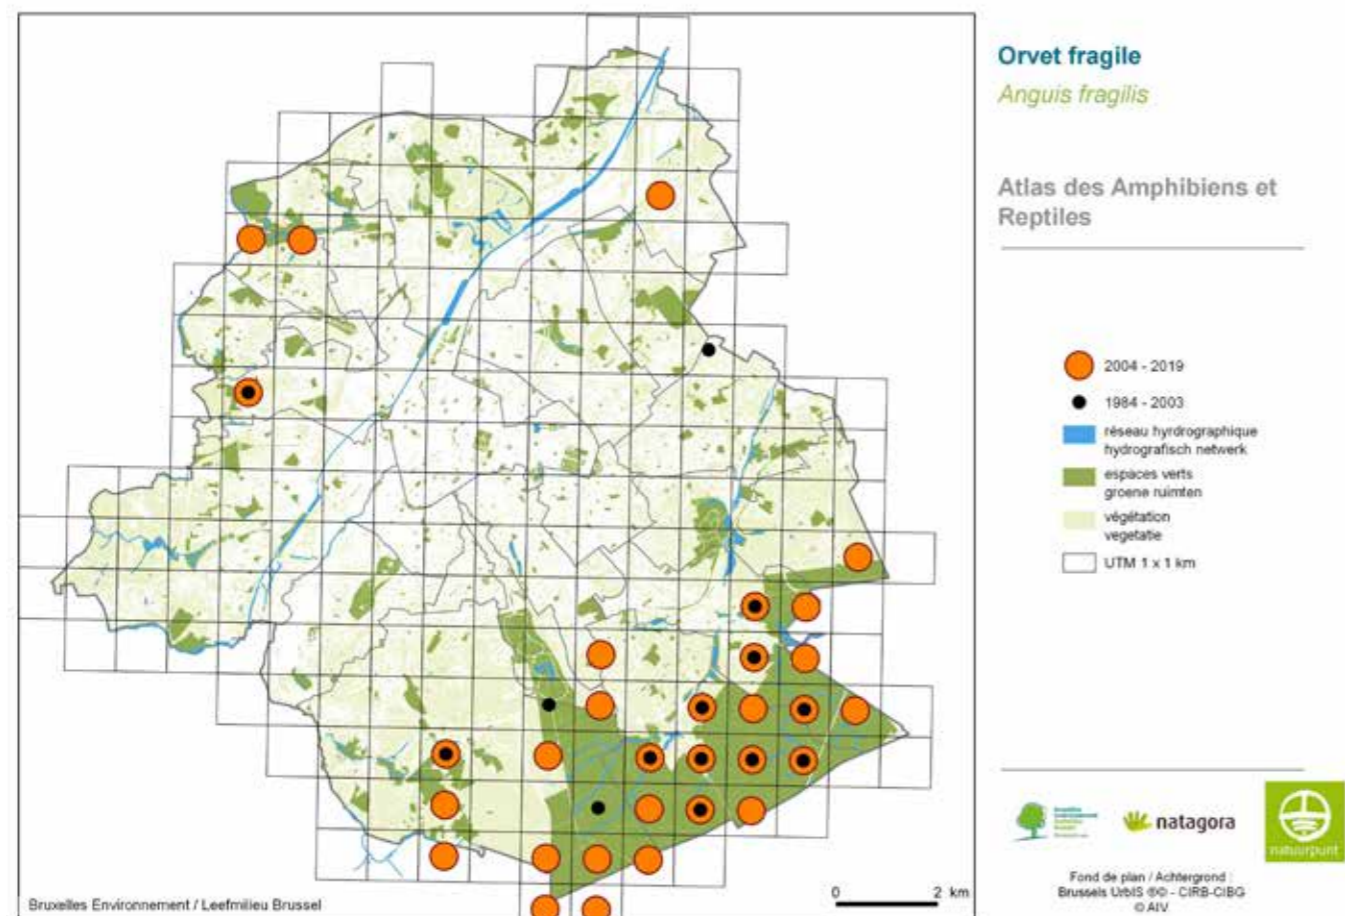 Orvet fragile
Anguis fragilis
Atlas des Amphibiens et
Reptiles
2004 - 2019
1984 - 2003
réseau hyrdrographique
hydrografisch netwerk
espaces verts
groene ruimten
végétation
vegetatie
UTM 1 x 1 km
natagora
natuurpunt
Fond de plan / Achtergrond :
Brussels UrbIS ®© - CIRB-CIBG
© AIV
0 2 km
Bruxelles Environnement / Leefmilieu Brussel